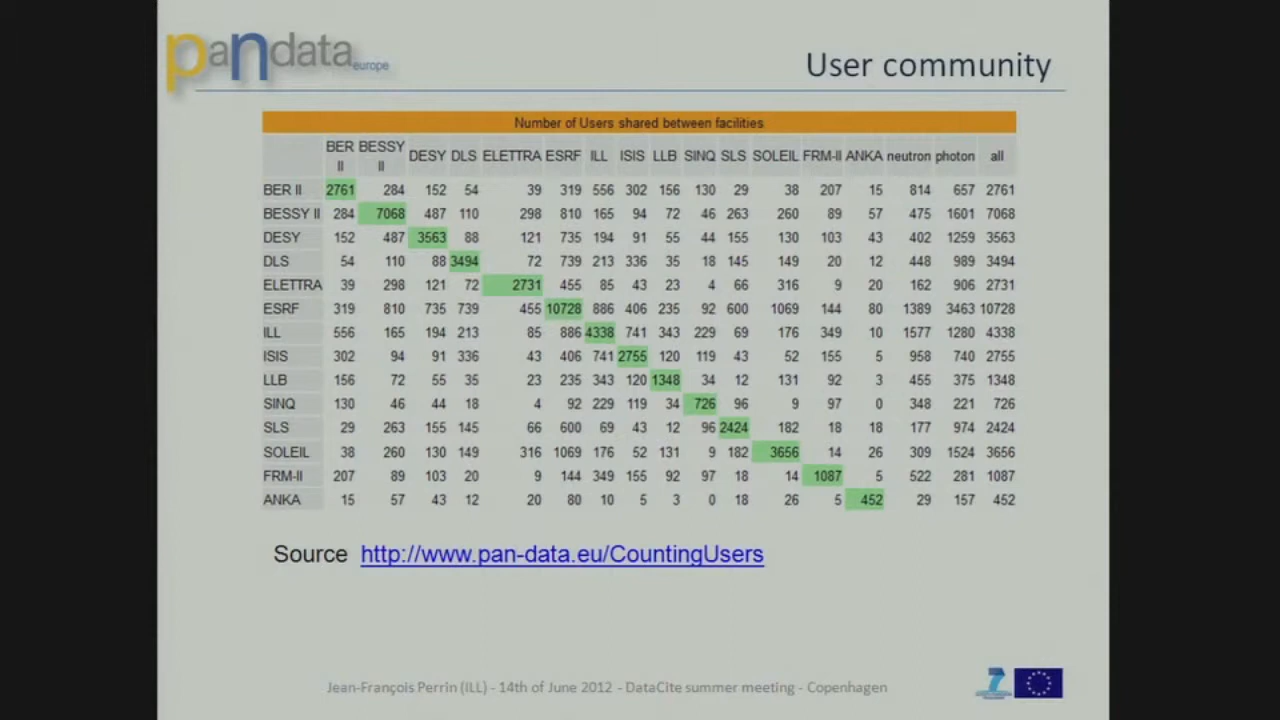 pandata europe
User community
Number of Users shared between facilities
BER II BESSY II DESY DLS ELETTRA ESRF ILL ISIS LLB SINQ SLS SOLEIL FRM-II ANKA neutron photon all
BER II 2761 284 152 54 39 319 556 302 156 130 29 38 207 15 814 657 2761
BESSY II 284 7068 487 110 298 810 165 94 72 46 263 260 89 57 475 1601 7068
DESY 152 487 3563 88 121 735 194 91 55 44 155 130 103 43 402 1259 3563
DLS 54 110 88 3494 72 739 213 336 35 18 145 149 20 12 448 989 3494
ELETTRA 39 298 121 72 2731 455 85 43 23 4 66 316 9 20 162 906 2731
ESRF 319 810 735 739 455 10728 886 406 235 92 600 1069 144 80 1389 3463 10728
ILL 556 165 194 213 85 886 4338 741 343 229 69 176 349 10 1577 1280 4338
ISIS 302 94 91 336 43 406 741 2755 120 119 43 52 155 5 958 740 2755
LLB 156 72 55 35 23 235 343 120 1348 34 12 131 92 3 455 375 1348
SINQ 130 46 44 18 4 92 229 119 34 726 96 9 97 0 348 221 726
SLS 29 263 155 145 66 600 69 43 12 96 2424 182 18 18 177 974 2424
SOLEIL 38 260 130 149 316 1069 176 52 131 9 182 3656 14 26 309 1524 3656
FRM-II 207 89 103 20 9 144 349 155 92 97 18 14 1087 5 522 281 1087
ANKA 15 57 43 12 20 80 10 5 3 0 18 26 5 452 29 157 452
Source http://www.pan-data.eu/CountingUsers
Jean-François Perrin (ILL) - 14th of June 2012 - DataCite summer meeting - Copenhagen
7